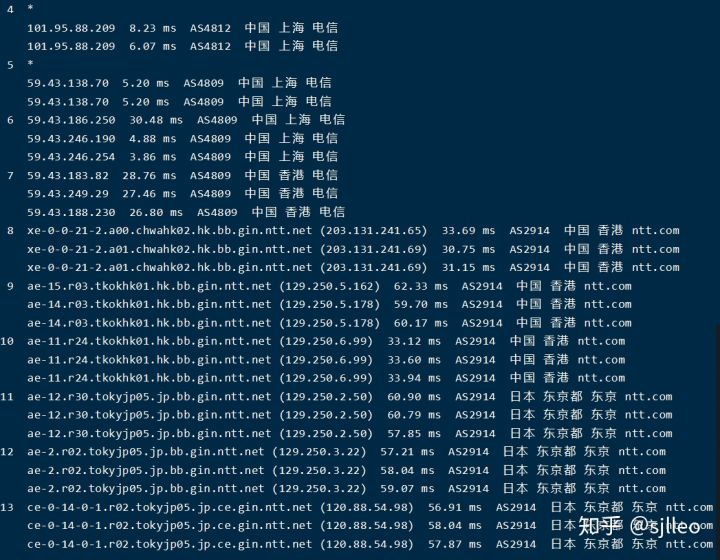 4 *
101.95.88.209 8.23 ms AS4812 中国 上海 电信
101.95.88.209 6.07 ms AS4812 中国 上海 电信
5 *
59.43.138.70 5.20 ms AS4809 中国 上海 电信
59.43.138.70 5.20 ms AS4809 中国 上海 电信
6 59.43.186.250 30.48 ms AS4809 中国 上海 电信
59.43.246.190 4.88 ms AS4809 中国 上海 电信
59.43.246.254 3.86 ms AS4809 中国 上海 电信
7 59.43.183.82 28.76 ms AS4809 中国 香港 电信
59.43.249.29 27.46 ms AS4809 中国 香港 电信
59.43.188.230 26.80 ms AS4809 中国 香港 电信
8 xe-0-0-21-2.a00.chwahk02.hk.bb.gin.ntt.net (203.131.241.65) 33.69 ms AS2914 中国 香港 ntt.com
xe-0-0-21-2.a01.chwahk02.hk.bb.gin.ntt.net (203.131.241.69) 30.75 ms AS2914 中国 香港 ntt.com
xe-0-0-21-2.a01.chwahk02.hk.bb.gin.ntt.net (203.131.241.69) 31.15 ms AS2914 中国 香港 ntt.com
9 ae-15.r03.tkokhk01.hk.bb.gin.ntt.net (129.250.5.162) 62.33 ms AS2914 中国 香港 ntt.com
ae-14.r03.tkokhk01.hk.bb.gin.ntt.net (129.250.5.178) 59.70 ms AS2914 中国 香港 ntt.com
ae-14.r03.tkokhk01.hk.bb.gin.ntt.net (129.250.5.178) 60.17 ms AS2914 中国 香港 ntt.com
10 ae-11.r24.tkokhk01.hk.bb.gin.ntt.net (129.250.6.99) 33.12 ms AS2914 中国 香港 ntt.com
ae-11.r24.tkokhk01.hk.bb.gin.ntt.net (129.250.6.99) 33.60 ms AS2914 中国 香港 ntt.com
ae-11.r24.tkokhk01.hk.bb.gin.ntt.net (129.250.6.99) 33.94 ms AS2914 中国 香港 ntt.com
11 ae-12.r30.tokyjp05.jp.bb.gin.ntt.net (129.250.2.50) 60.90 ms AS2914 日本 东京都 东京 ntt.com
ae-12.r30.tokyjp05.jp.bb.gin.ntt.net (129.250.2.50) 60.79 ms AS2914 日本 东京都 东京 ntt.com
ae-12.r30.tokyjp05.jp.bb.gin.ntt.net (129.250.2.50) 57.85 ms AS2914 日本 东京都 东京 ntt.com
12 ae-2.r02.tokyjp05.jp.bb.gin.ntt.net (129.250.3.22) 57.21 ms AS2914 日本 东京都 东京 ntt.com
ae-2.r02.tokyjp05.jp.bb.gin.ntt.net (129.250.3.22) 58.04 ms AS2914 日本 东京都 东京 ntt.com
ae-2.r02.tokyjp05.jp.bb.gin.ntt.net (129.250.3.22) 59.07 ms AS2914 日本 东京都 东京 ntt.com
13 ce-0-14-0-1.r02.tokyjp05.jp.ce.gin.ntt.net (120.88.54.98) 56.91 ms AS2914 日本 东京都 东京 ntt.com
ce-0-14-0-1.r02.tokyjp05.jp.ce.gin.ntt.net (120.88.54.98) 58.04 ms AS2914 日本 东京都 东京 ntt.com
ce-0-14-0-1.r02.tokyjp05.jp.ce.gin.ntt.net (120.88.54.98) 57.87 ms AS2914 日本 东京都 东京 ntt.com
知乎 @sjlleo